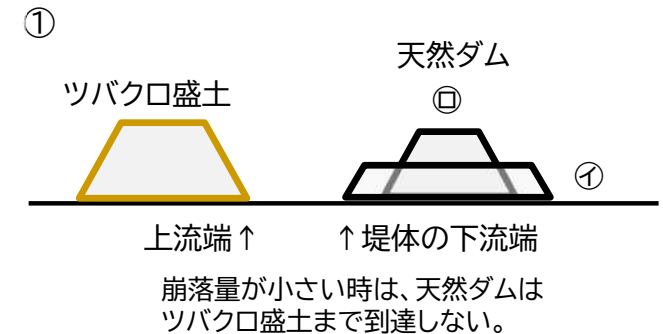 ①
天然ダム
ツバクロ盛土
㋺
㋑
上流端↑
↑堤体の下流端
崩落量が小さい時は、天然ダムは
ツバクロ盛土まで到達しない。